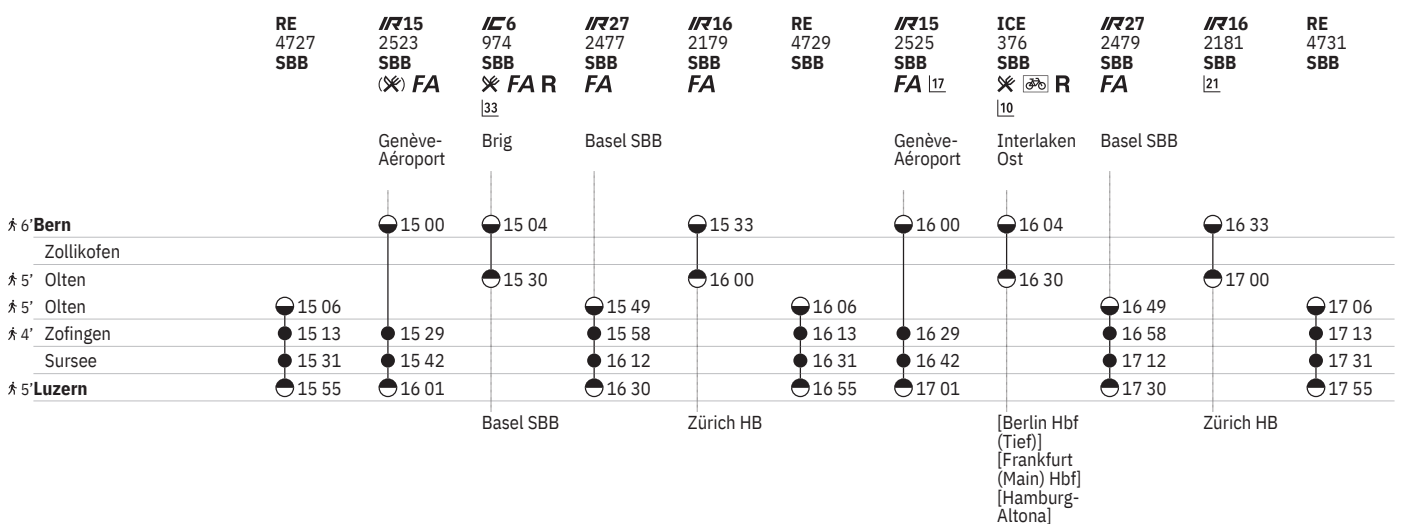 RE IR15 IC6 IR27 IR16 RE IR15 ICE IR27 IR16 RE
4727 2523 974 2477 2179 4729 2525 376 2479 2181 4731
SBB SBB SBB SBB SBB SBB SBB SBB SBB SBB SBB
FA FA R FA FA FA 17 R FA 21
33 10
Genève- Brig Basel SBB Genève- Interlaken Basel SBB
Aéroport Aéroport Ost
6' Bern 15 00 15 04 15 33 16 00 16 04 16 33
Zollikofen
5' Olten 15 30 16 00 16 30 17 00
5' Olten 15 06 15 49 16 06 16 49 17 06
4' Zofingen 15 13 15 29 15 58 16 13 16 29 16 58 17 13
Sursee 15 31 15 42 16 12 16 31 16 42 17 12 17 31
5' Luzern 15 55 16 01 16 30 16 55 17 01 17 30 17 55
Basel SBB Zürich HB [Berlin Hbf Zürich HB
(Tief)]
[Frankfurt
(Main) Hbf]
[Hamburg-
Altona]